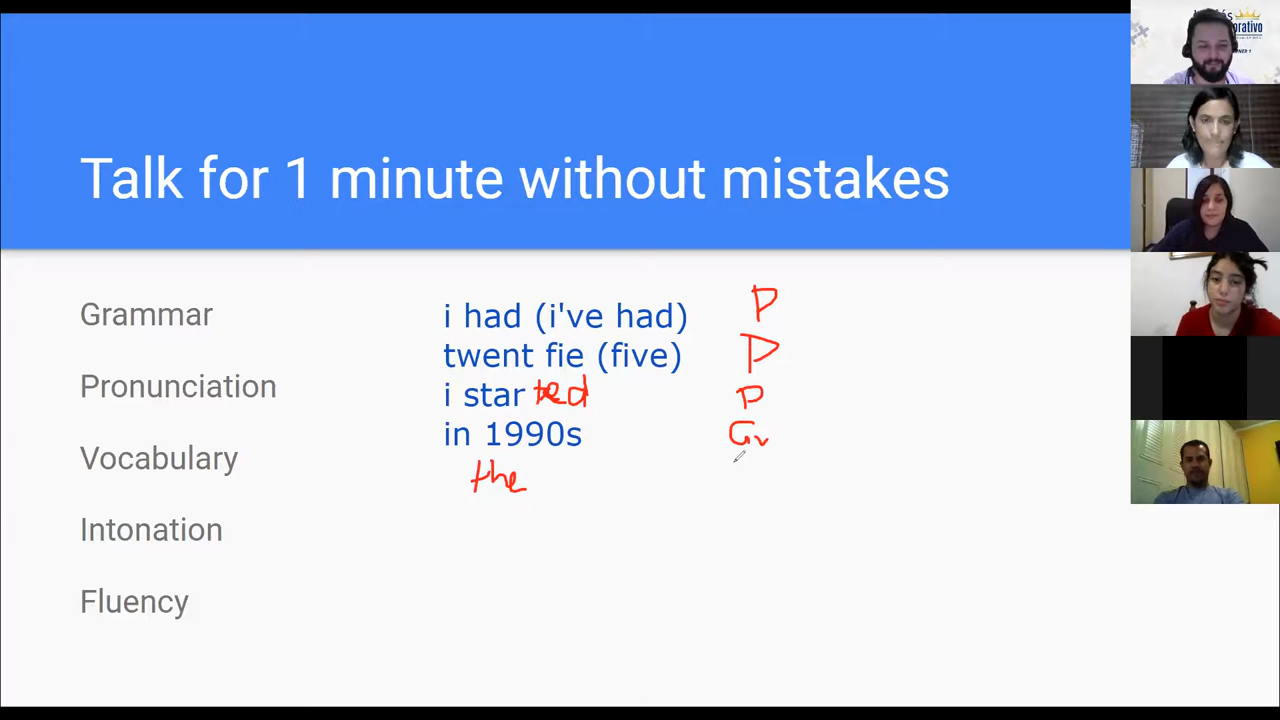 Talk for 1 minute without mistakes
Grammar
Pronunciation
Vocabulary
Intonation
Fluency
i had (i've had) P
twent fie (five) P
i star ted P
in 1990s Gr
the
orativo